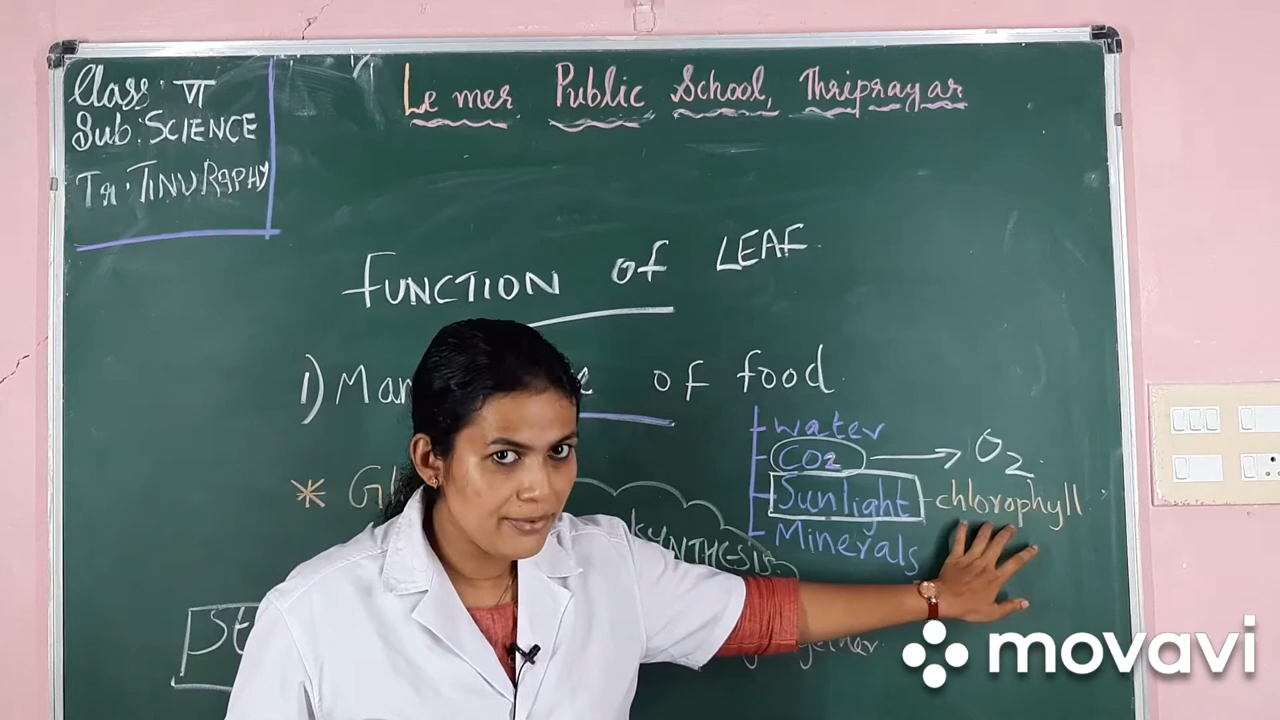 Class: VI
Sub: SCIENCE
Tr: TINU RAPHY
Le mer Public School, Thriprayar
FUNCTION of LEAF
1) Man of food
water
CO2 → O2
Sunlight - chlorophyll
Minerals
movavi